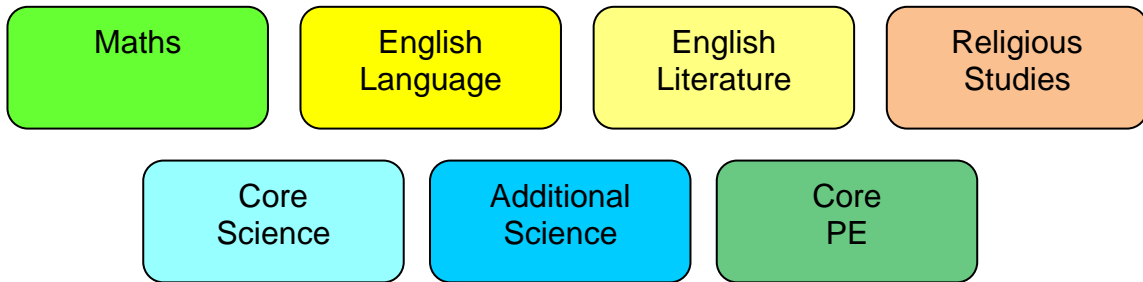 Maths
English
Language
English
Literature
Religious
Studies
Core
Science
Additional
Science
Core
PE